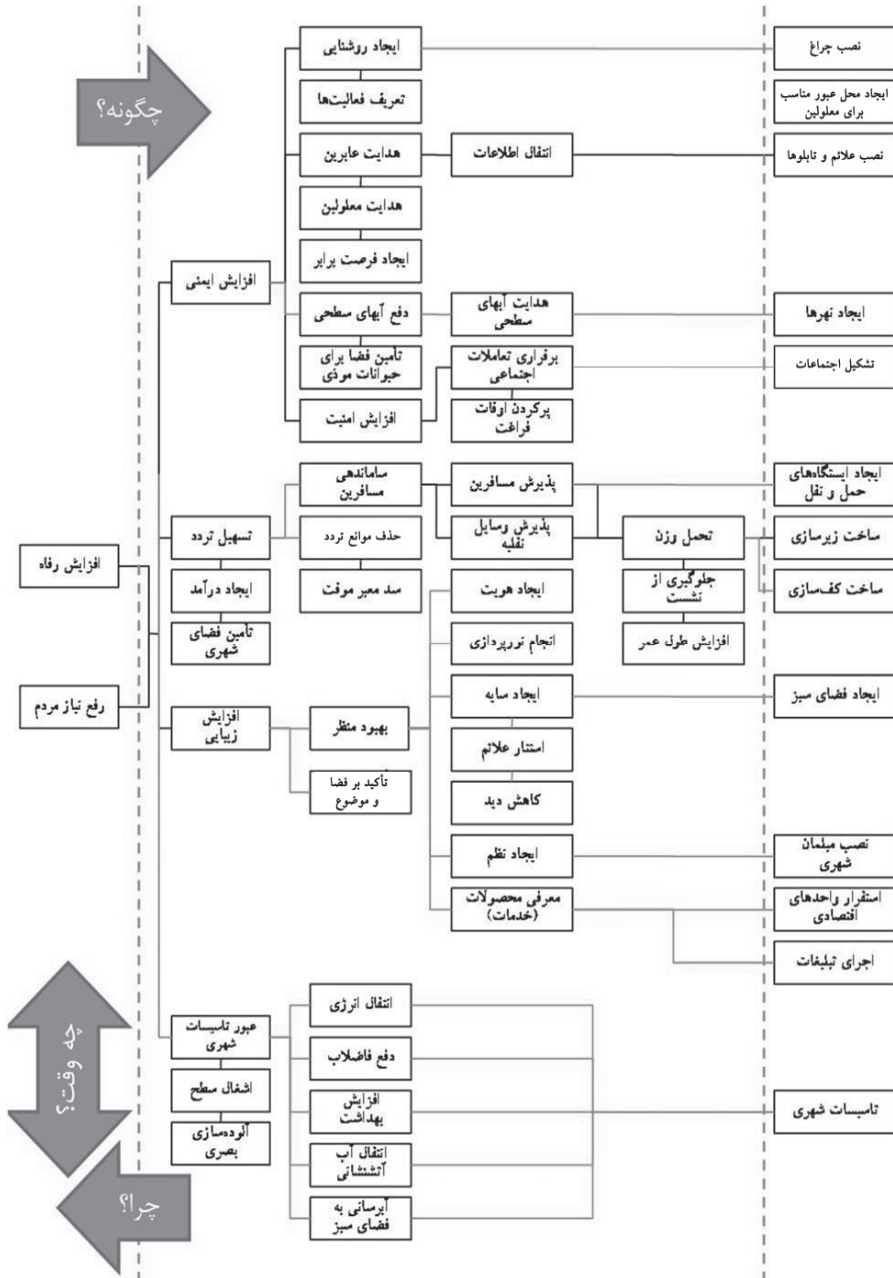 چگونه؟
ایجاد روشنایی
نصب چراغ
تعریف فعالیت‌ها
ایجاد محل عبور مناسب
برای معلولین
هدایت عابرین
انتقال اطلاعات
نصب علائم و تابلوها
هدایت معلولین
ایجاد فرصت برابر
افزایش ایمنی
دفع آبهای سطحی
هدایت آبهای
سطحی
ایجاد نهرها
تأمین فضا برای
حیوانات موذی
برقراری تعاملات
اجتماعی
تشکیل اجتماعات
افزایش امنیت
پرکردن اوقات
فراغت
ساماندهی
مسافرین
پذیرش مسافرین
ایجاد ایستگاه‌های
حمل و نقل
تسهیل تردد
حذف موانع تردد
پذیرش وسایل
نقلیه
تحمل وزن
ساخت زیرسازی
افزایش رفاه
ایجاد درآمد
سد معبر موقت
ایجاد هویت
جلوگیری از
نشست
ساخت کف‌سازی
تأمین فضای
شهری
انجام نورپردازی
افزایش طول عمر
رفع نیاز مردم
ایجاد سایه
ایجاد فضای سبز
افزایش
زیبایی
بهبود منظر
استتار علائم
تأکید بر فضا
و موضوع
کاهش دید
ایجاد نظم
نصب مبلمان
شهری
معرفی محصولات
(خدمات)
استقرار واحدهای
اقتصادی
اجرای تبلیغات
چه وقت؟
عبور تاسیسات
شهری
انتقال انرژی
دفع فاضلاب
اشغال سطح
افزایش
بهداشت
تاسیسات شهری
آلوده‌سازی
بصری
انتقال آب
آتشنشانی
چرا؟
آبرسانی به
فضای سبز